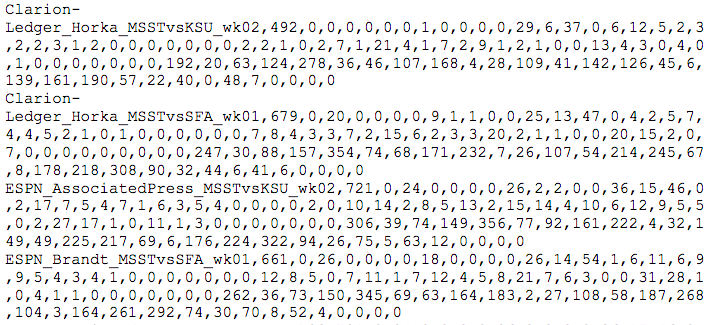 Clarion-
Ledger_Horka_MSSTvsKSU_wk02,492,0,0,0,0,0,0,1,0,0,0,0,29,6,37,0,6,12,5,2,3
,2,2,3,1,2,0,0,0,0,0,0,0,2,2,1,0,2,7,1,21,4,1,7,2,9,1,2,1,0,0,13,4,3,0,4,0
,1,0,0,0,0,0,0,0,192,20,63,124,278,36,46,107,168,4,28,109,41,142,126,45,6,
139,161,190,57,22,40,0,48,7,0,0,0,0
Clarion-
Ledger_Horka_MSSTvsSFA_wk01,679,0,20,0,0,0,0,9,1,1,0,0,25,13,47,0,4,2,5,7,
4,4,5,2,1,0,1,0,0,0,0,0,0,7,8,4,3,3,7,2,15,6,2,3,3,20,2,1,1,0,0,20,15,2,0,
7,0,0,0,0,0,0,0,0,0,247,30,88,157,354,74,68,171,232,7,26,107,54,214,245,67
,8,178,218,308,90,32,44,6,41,6,0,0,0,0
ESPN_AssociatedPress_MSSTvsKSU_wk02,721,0,24,0,0,0,0,26,2,2,0,0,36,15,46,0
,2,17,7,5,4,7,1,6,3,5,4,0,0,0,0,2,0,10,14,2,8,5,13,2,15,14,4,10,6,12,9,5,5
,0,2,27,17,1,0,11,1,3,0,0,0,0,0,0,0,306,39,74,149,356,77,92,161,222,4,32,1
49,49,225,217,69,6,176,224,322,94,26,75,5,63,12,0,0,0,0
ESPN_Brandt_MSSTvsSFA_wk01,661,0,26,0,0,0,0,18,0,0,0,0,26,14,54,1,6,11,6,9
,9,5,4,3,4,1,0,0,0,0,0,0,0,12,8,5,0,7,11,1,7,12,4,5,8,21,7,6,3,0,0,31,28,1
,0,4,1,1,0,0,0,0,0,0,0,262,36,73,150,345,69,63,164,183,2,27,108,58,187,268
,104,3,164,261,292,74,30,70,8,52,4,0,0,0,0